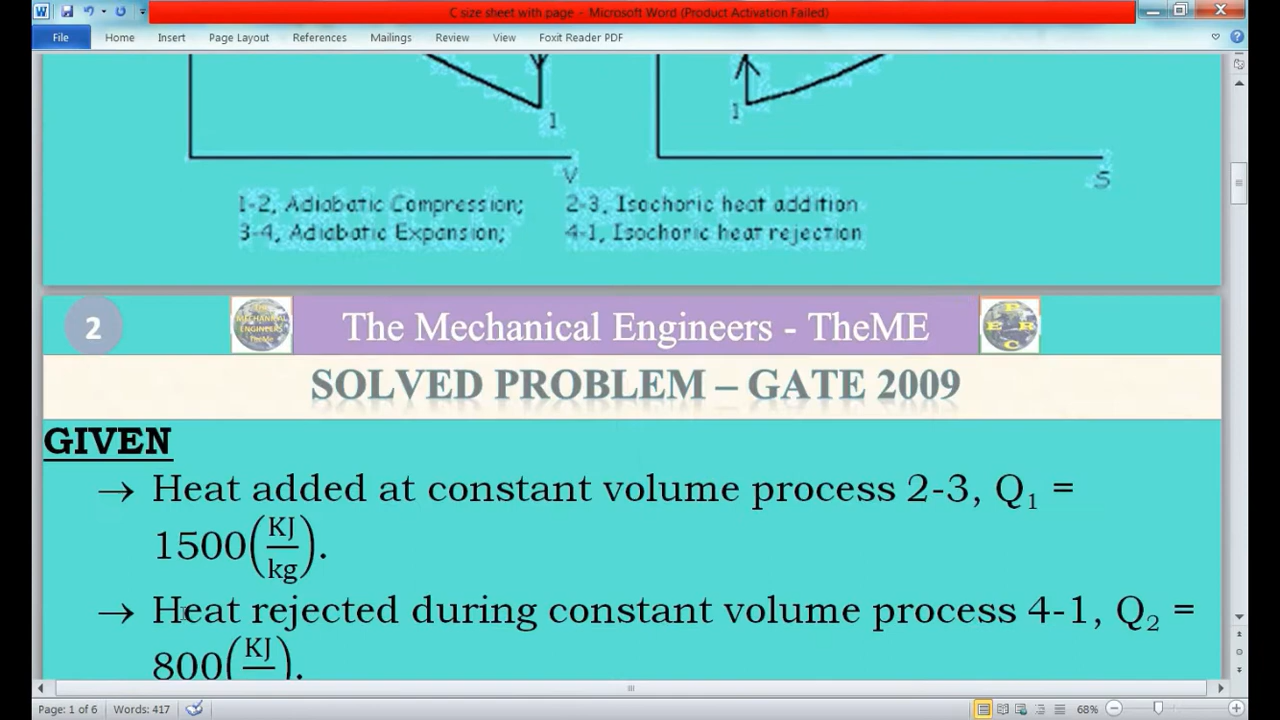 C size sheet with page - Microsoft Word (Product Activation Failed)
File Home Insert Page Layout References Mailings Review View Foxit Reader PDF
1 1
V S
1-2, Adiabatic Compression; 2-3, Isochoric heat addition
3-4, Adiabatic Expansion; 4-1, Isochoric heat rejection
2 THE MECHANICAL ENGINEERS TheME The Mechanical Engineers - TheME P E R C
SOLVED PROBLEM – GATE 2009
GIVEN
→ Heat added at constant volume process 2-3, Q₁ =
1500(KJ/kg).
→ Heat rejected during constant volume process 4-1, Q₂ =
800(KJ/).
Page: 1 of 6 Words: 417 68%